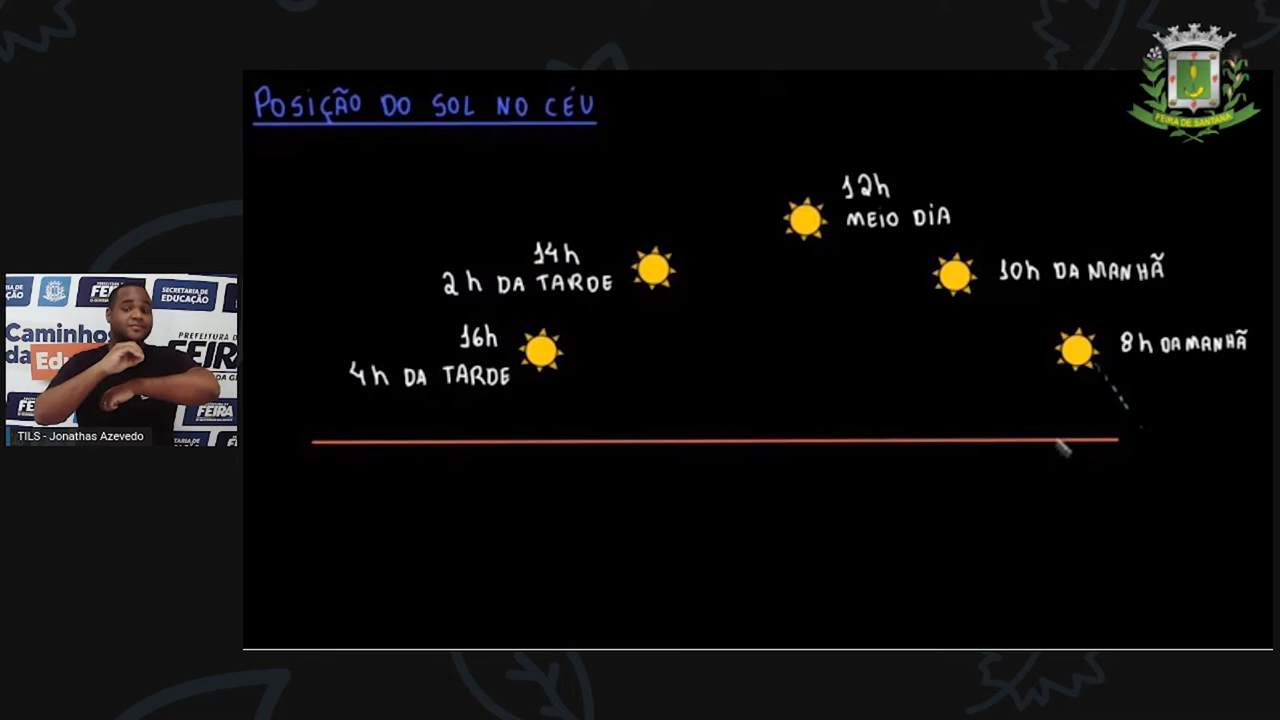 POSIÇÃO DO SOL NO CÉU
12h
MEIO DIA
14h
2h DA TARDE
10h DA MANHÃ
16h
4h DA TARDE
8h DA MANHÃ
FEIRA DE SANTANA
SECRETARIA DE
EDUCAÇÃO
Caminhos
da Edu
PREFEITURA
FEIRA
TILS - Jonathas Azevedo